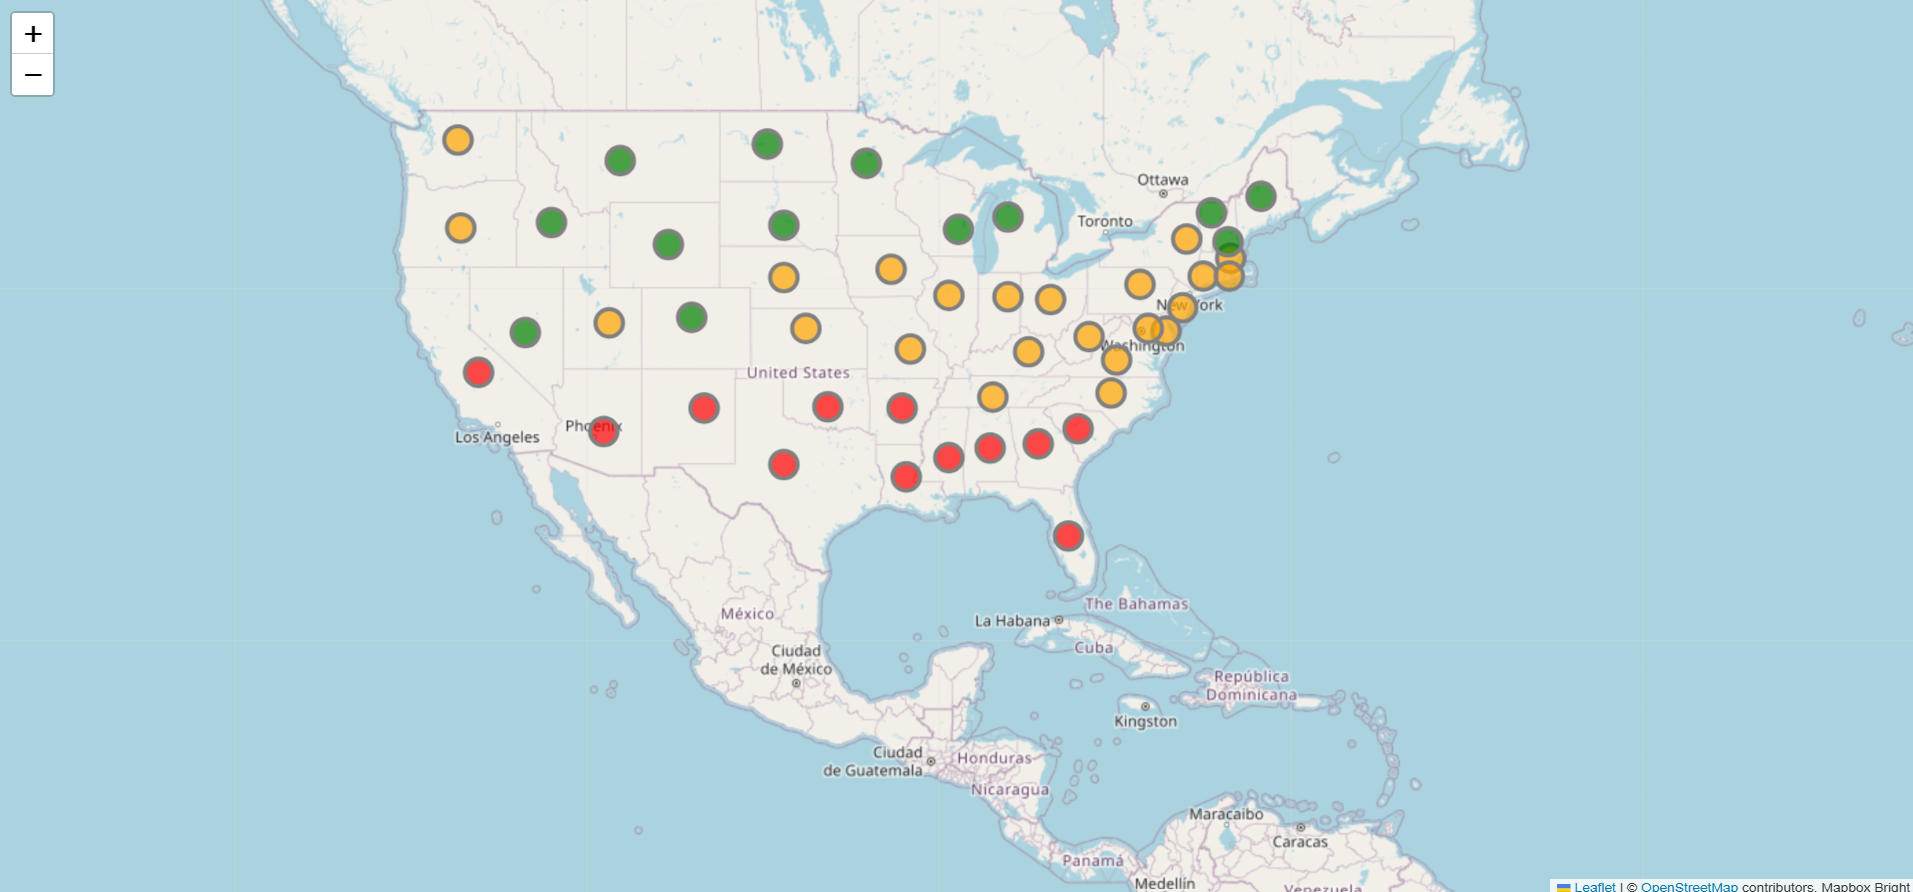 +
−
Ottawa
Toronto
New York
Washington
United States
Los Angeles
Phoenix
México
Ciudad
de México
La Habana
The Bahamas
Cuba
República
Dominicana
Kingston
Ciudad
de Guatemala
Honduras
Nicaragua
Maracaibo
Caracas
Panamá
Medellín
Venezuela
Leaflet | © OpenStreetMap contributors, Mapbox Bright